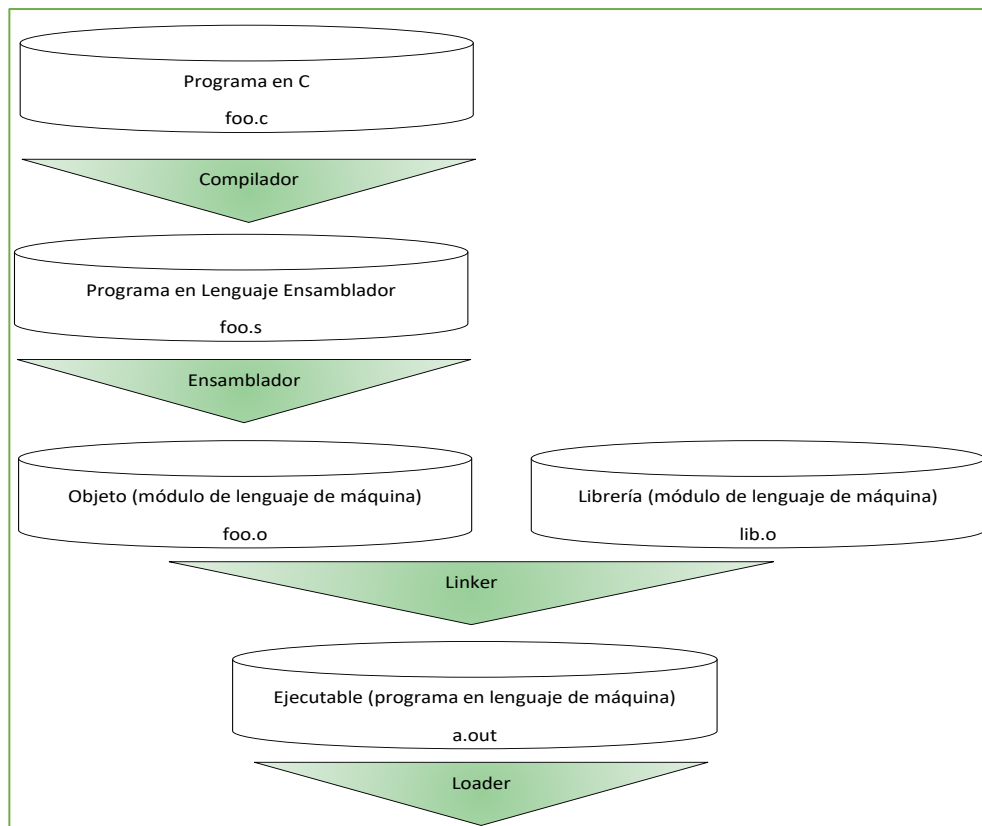 Programa en C
foo.c
Compilador
Programa en Lenguaje Ensamblador
foo.s
Ensamblador
Objeto (módulo de lenguaje de máquina)
foo.o
Librería (módulo de lenguaje de máquina)
lib.o
Linker
Ejecutable (programa en lenguaje de máquina)
a.out
Loader